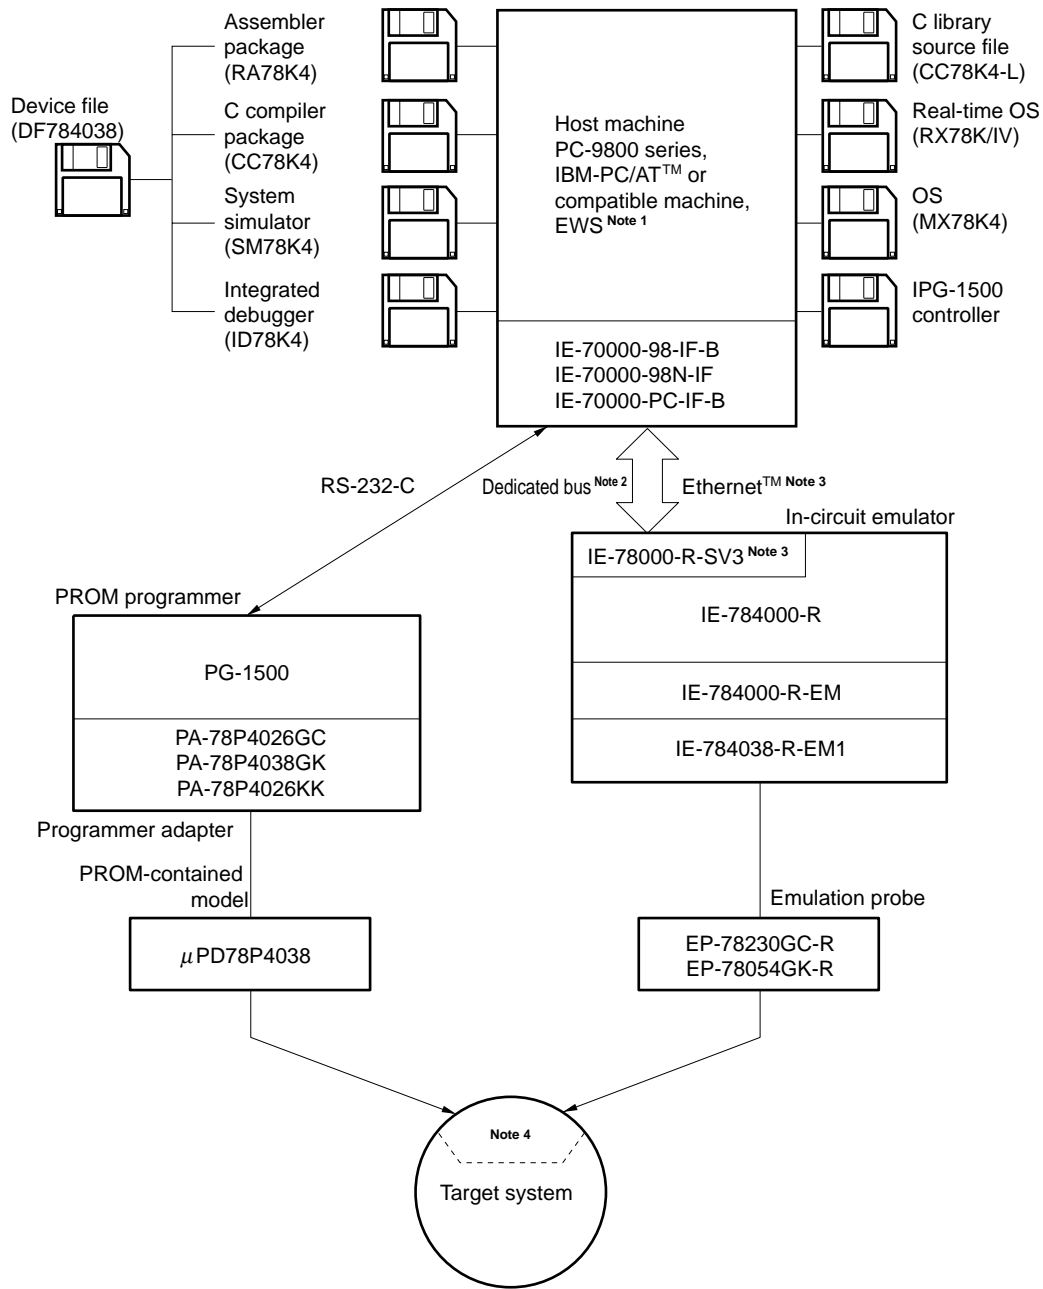 Assembler
package
(RA78K4)
Device file
(DF784038)
C compiler
package
(CC78K4)
System
simulator
(SM78K4)
Integrated
debugger
(ID78K4)
Host machine
PC-9800 series,
IBM-PC/AT™ or
compatible machine,
EWS Note 1
IE-70000-98-IF-B
IE-70000-98N-IF
IE-70000-PC-IF-B
C library
source file
(CC78K4-L)
Real-time OS
(RX78K/IV)
OS
(MX78K4)
IPG-1500
controller
RS-232-C
Dedicated bus Note 2
Ethernet™ Note 3
In-circuit emulator
IE-78000-R-SV3 Note 3
IE-784000-R
IE-784000-R-EM
IE-784038-R-EM1
PROM programmer
PG-1500
PA-78P4026GC
PA-78P4038GK
PA-78P4026KK
Programmer adapter
PROM-contained
model
μPD78P4038
Emulation probe
EP-78230GC-R
EP-78054GK-R
Note 4
Target system